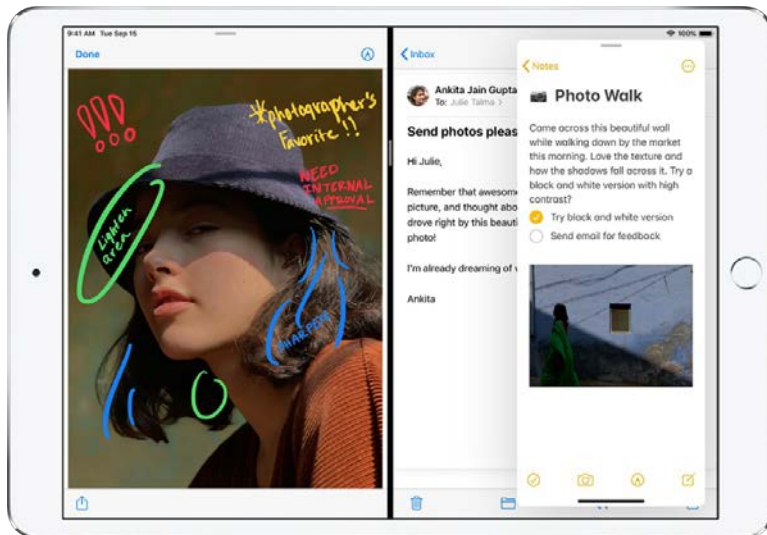 9:41 AM Tue Sep 15
Done
*photographer's
Favorite!!
NEED
INTERNAL
APPROVAL
Lighten
area
SHARPEN
100%
Inbox
Ankita Jain Gupta
To: Julie Talma >
Send photos pleas
Hi Julie,
Remember that awesome
picture, and thought abo
drove right by this beauti
photo!
I'm already dreaming of
Ankita
Notes
Photo Walk
Came across this beautiful wall
while walking down by the market
this morning. Love the texture and
how the shadows fall across it. Try a
black and white version with high
contrast?
Try black and white version
Send email for feedback